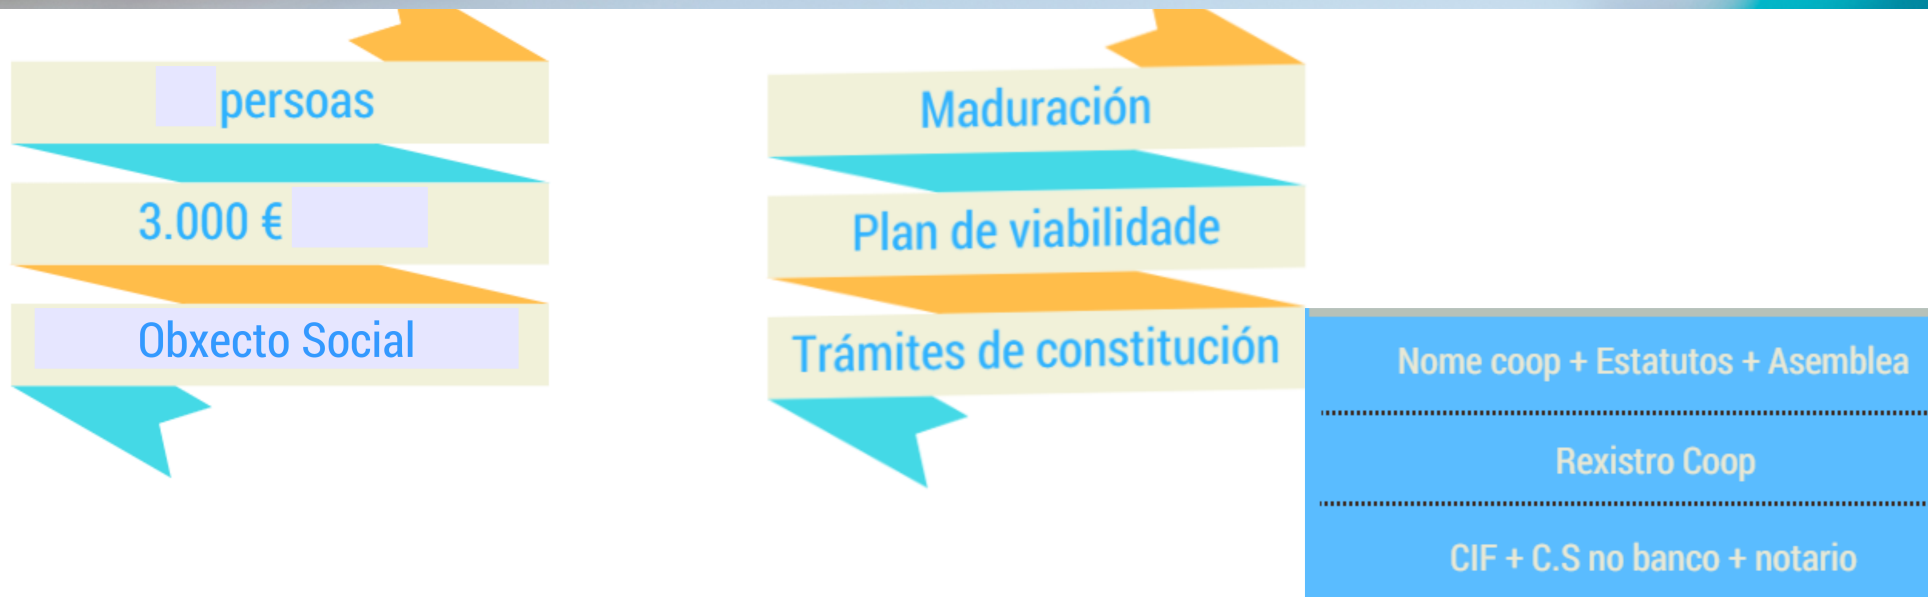 persoas
3.000 €
Obxecto Social
Maduración
Plan de viabilidade
Trámites de constitución
Nome coop + Estatutos + Asemblea
Rexistro Coop
CIF + C.S no banco + notario